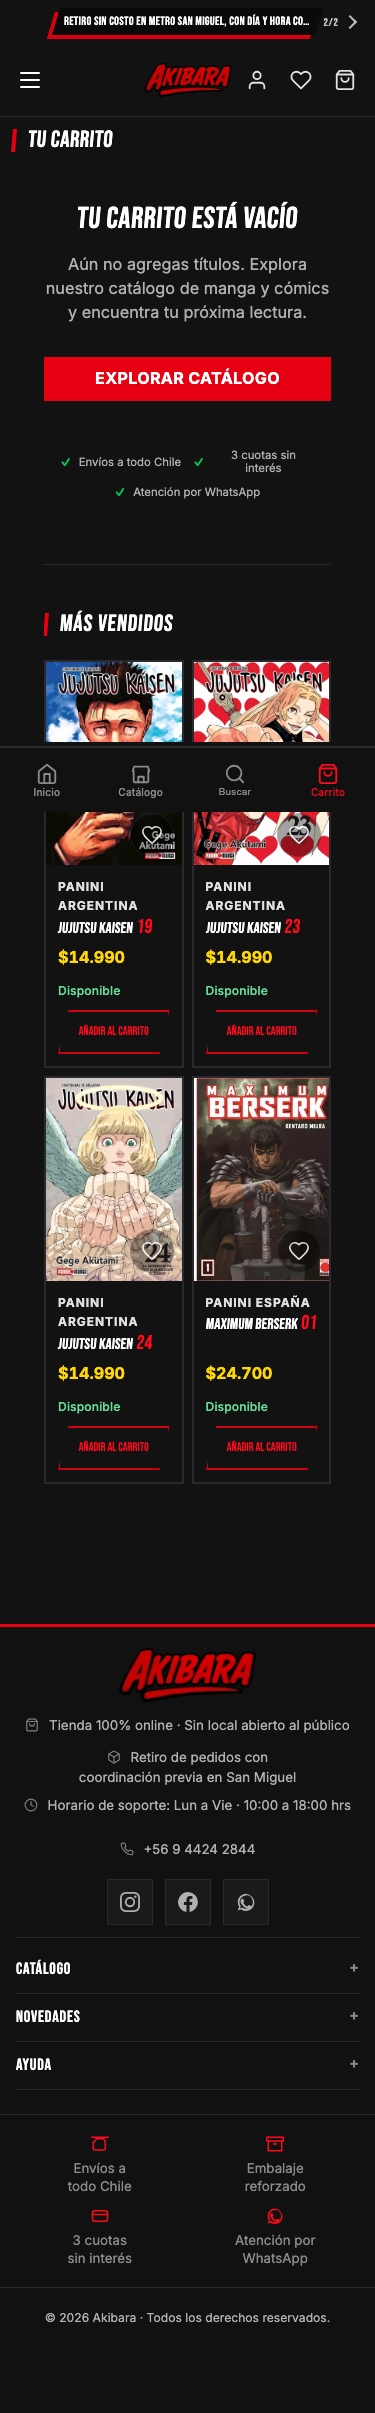 RETIRO SIN COSTO EN METRO SAN MIGUEL, CON DÍA Y HORA CO...
2/2
AKIBARA
TU CARRITO
TU CARRITO ESTÁ VACÍO
Aún no agregas títulos. Explora
nuestro catálogo de manga y cómics
y encuentra tu próxima lectura.
EXPLORAR CATÁLOGO
Envíos a todo Chile
3 cuotas sin
interés
Atención por WhatsApp
MÁS VENDIDOS
JUJUTSU KAISEN
JUJUTSU KAISEN
Inicio
Catálogo
Buscar
Carrito
Gege
Akutami
Gege Akutami
PANINI
ARGENTINA
JUJUTSU KAISEN 19
$14.990
Disponible
AÑADIR AL CARRITO
PANINI
ARGENTINA
JUJUTSU KAISEN 23
$14.990
Disponible
AÑADIR AL CARRITO
JUJUTSU KAISEN
Gege Akutami
24
MAXIMUM
BERSERK
KENTARO MIURA
1
PANINI
ARGENTINA
JUJUTSU KAISEN 24
$14.990
Disponible
AÑADIR AL CARRITO
PANINI ESPAÑA
MAXIMUM BERSERK 01
$24.700
Disponible
AÑADIR AL CARRITO
AKIBARA
Tienda 100% online · Sin local abierto al público
Retiro de pedidos con
coordinación previa en San Miguel
Horario de soporte: Lun a Vie · 10:00 a 18:00 hrs
+56 9 4424 2844
CATÁLOGO +
NOVEDADES +
AYUDA +
Envíos a
todo Chile
Embalaje
reforzado
3 cuotas
sin interés
Atención por
WhatsApp
© 2026 Akibara · Todos los derechos reservados.